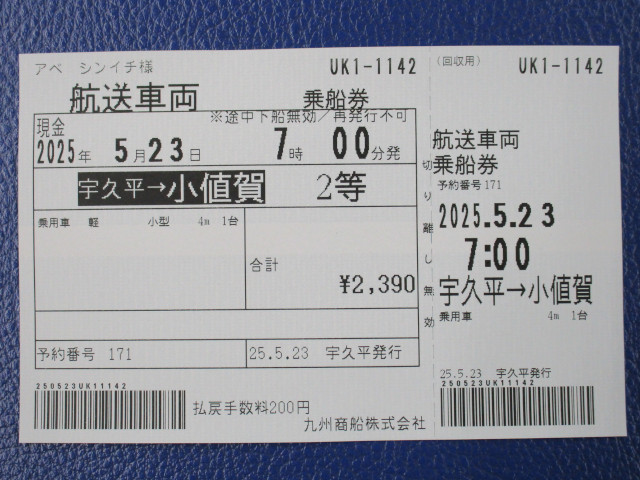 アベ　シンイチ様
UK1-1142
航送車両
乗船券
※途中下船無効/再発行不可
現金
2025年 5月23日 7時 00分発
宇久平→小値賀 2等
乗用車　軽　小型　4m　1台
合計
¥2,390
予約番号 171
25.5.23　宇久平発行
250523UK11142
払戻手数料200円
九州商船株式会社
切り離し無効
(回収用)
UK1-1142
航送車両
乗船券
予約番号171
2025.5.23
7:00
宇久平→小値賀
乗用車　4m　1台
25.5.23　宇久平発行
250523UK11142